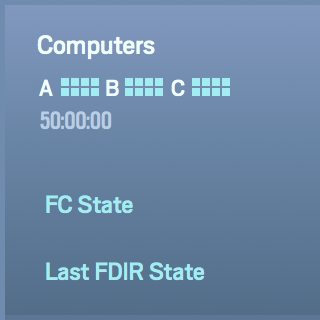 Computers
A B C
50:00:00
FC State
Last FDIR State